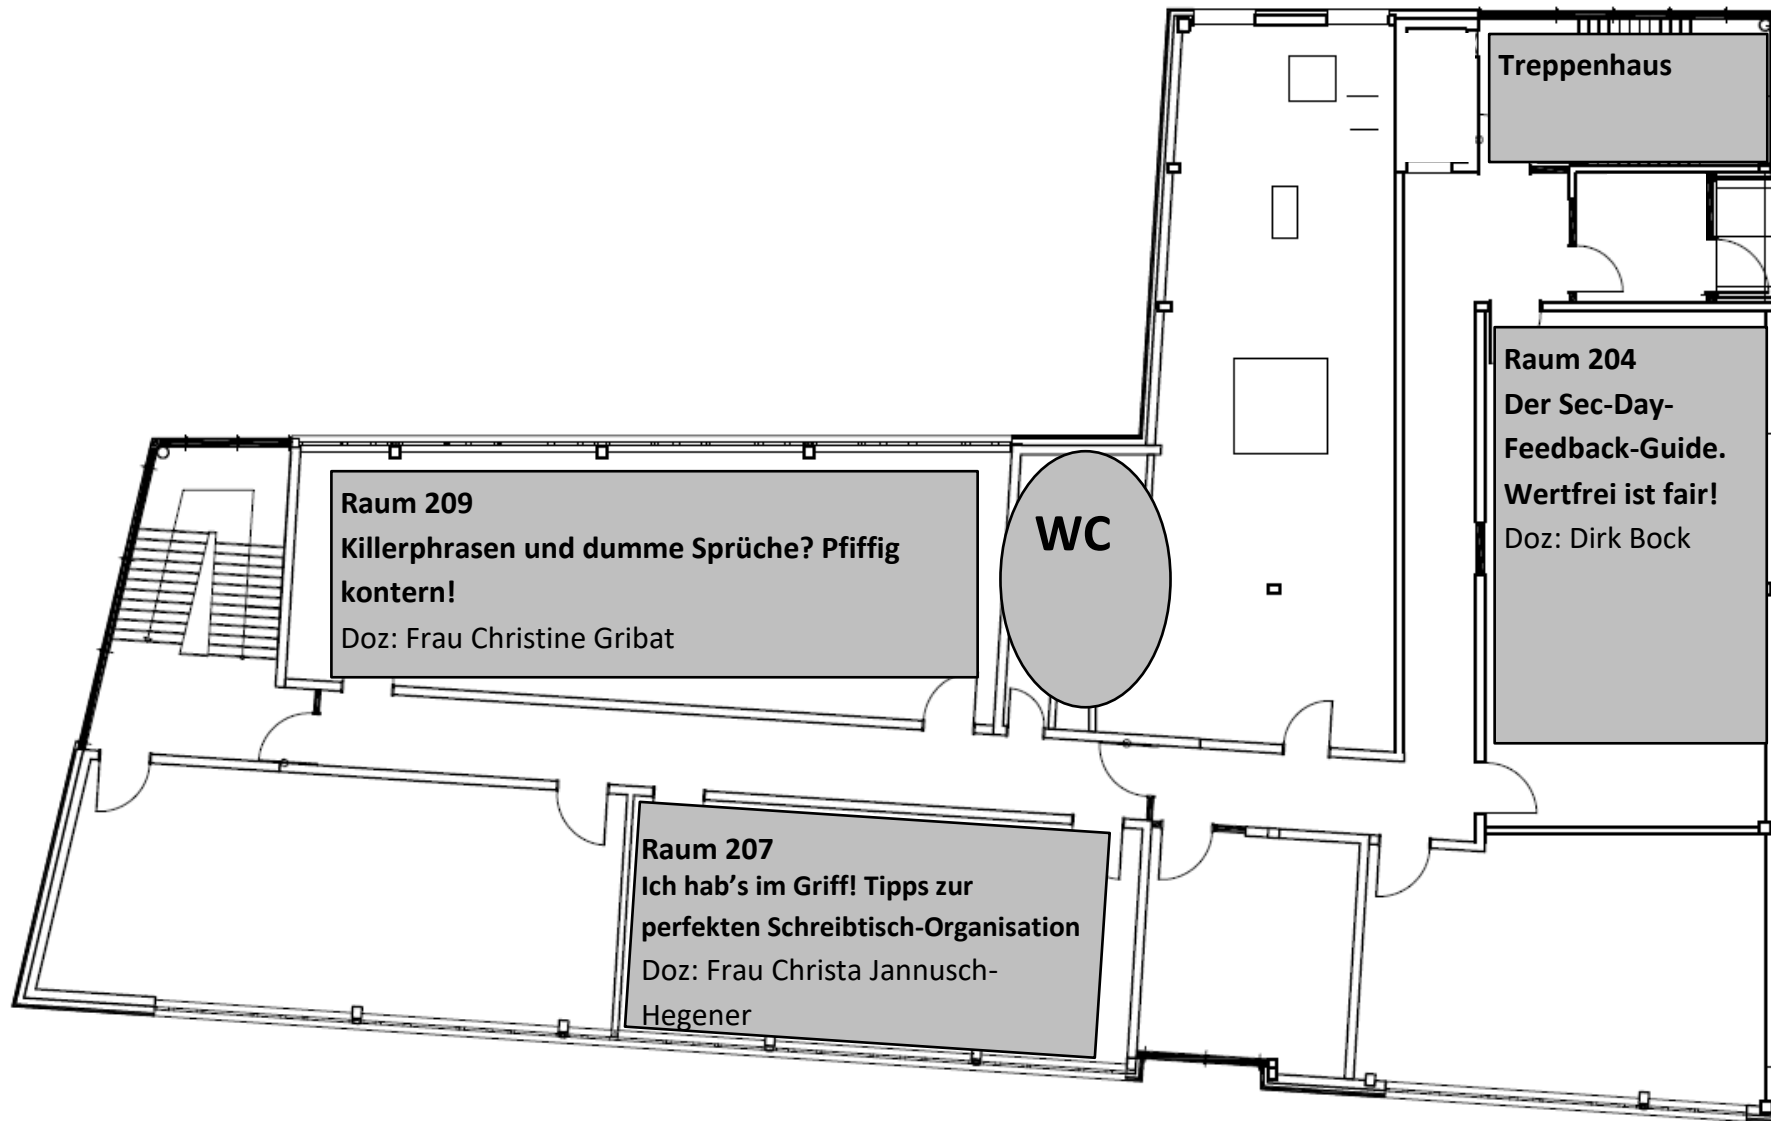 Treppenhaus
Raum 204
Der Sec-Day-
Feedback-Guide.
Wertfrei ist fair!
Doz: Dirk Bock
Raum 209
Killerphrasen und dumme Sprüche? Pfiffig
kontern!
Doz: Frau Christine Gribat
WC
Raum 207
Ich hab’s im Griff! Tipps zur
perfekten Schreibtisch-Organisation
Doz: Frau Christa Jannusch-
Hegener